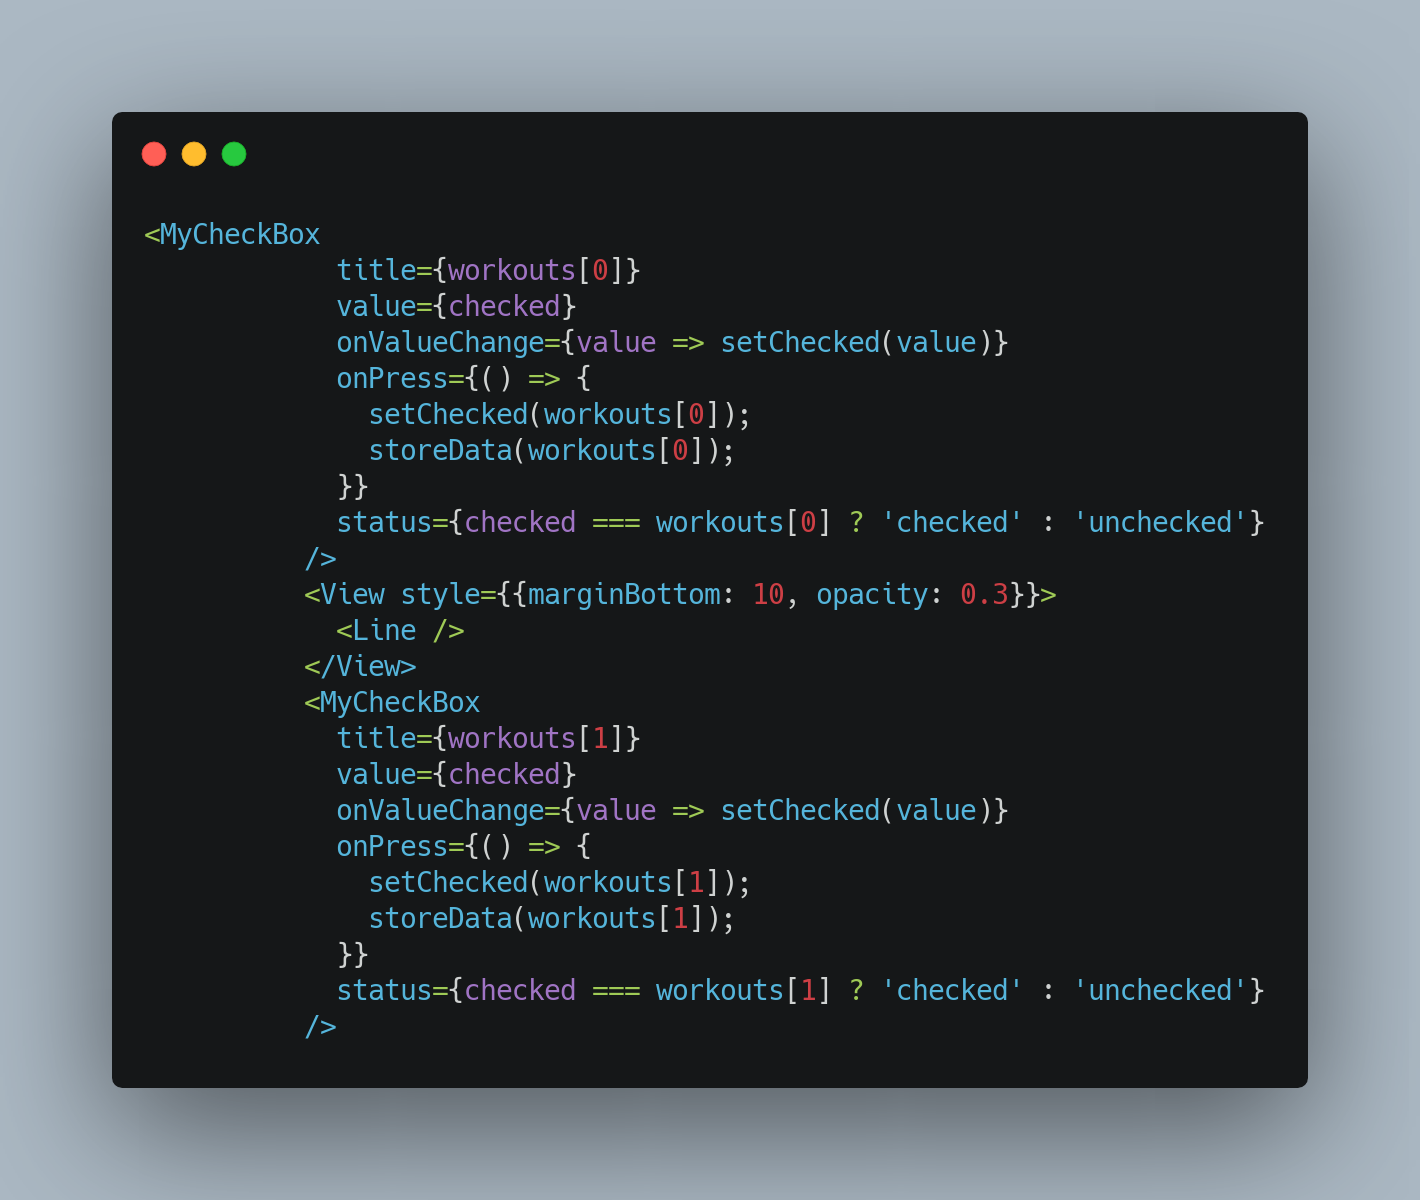 <MyCheckBox
            title={workouts[0]}
            value={checked}
            onValueChange={value => setChecked(value)}
            onPress={() => {
              setChecked(workouts[0]);
              storeData(workouts[0]);
            }}
            status={checked === workouts[0] ? 'checked' : 'unchecked'}
          />
          <View style={{marginBottom: 10, opacity: 0.3}}>
            <Line />
          </View>
          <MyCheckBox
            title={workouts[1]}
            value={checked}
            onValueChange={value => setChecked(value)}
            onPress={() => {
              setChecked(workouts[1]);
              storeData(workouts[1]);
            }}
            status={checked === workouts[1] ? 'checked' : 'unchecked'}
          />